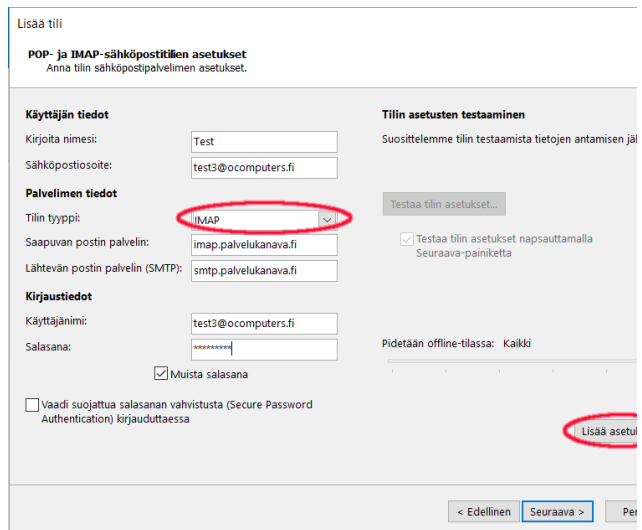 Lisää tili
POP- ja IMAP-sähköpostitilien asetukset
Anna tilin sähköpostipalvelimen asetukset.
Käyttäjän tiedot
Kirjoita nimesi: Test
Sähköpostiosoite: test3@ocomputers.fi
Palvelimen tiedot
Tilin tyyppi: IMAP
Saapuvan postin palvelin: imap.palvelukanava.fi
Lähtevän postin palvelin (SMTP): smtp.palvelukanava.fi
Kirjaustiedot
Käyttäjänimi: test3@ocomputers.fi
Salasana: *********
Muista salasana
Vaadi suojattua salasanan vahvistusta (Secure Password
Authentication) kirjauduttaessa
Tilin asetusten testaaminen
Suosittelemme tilin testaamista tietojen antamisen jäl
Testaa tilin asetukset...
Testaa tilin asetukset napsauttamalla
Seuraava-painiketta
Pidetään offline-tilassa: Kaikki
Lisää asetuk
< Edellinen Seuraava > Per